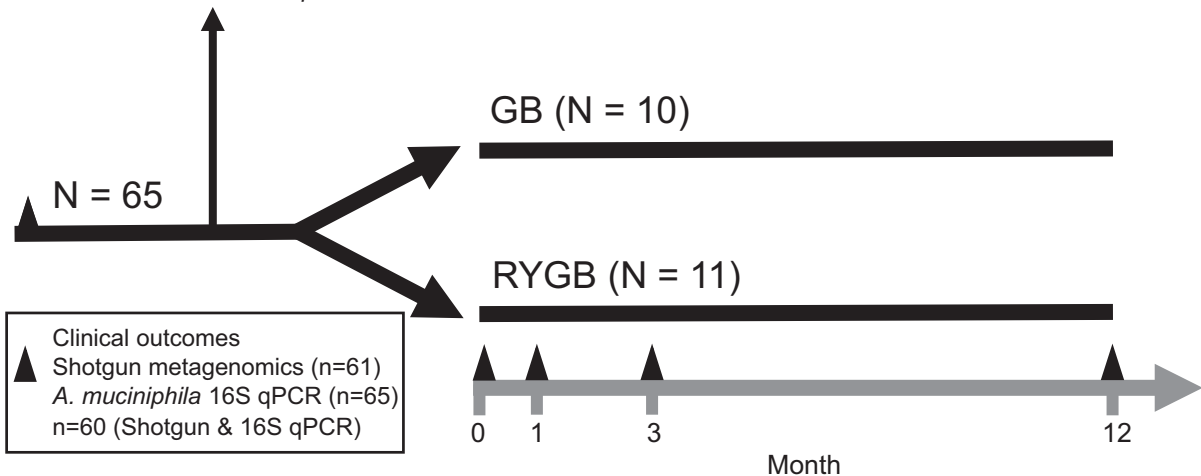 GB (N = 10)
N = 65
RYGB (N = 11)
Clinical outcomes
Shotgun metagenomics (n=61)
A. muciniphila 16S qPCR (n=65)
n=60 (Shotgun & 16S qPCR)
0 1 3 12
Month